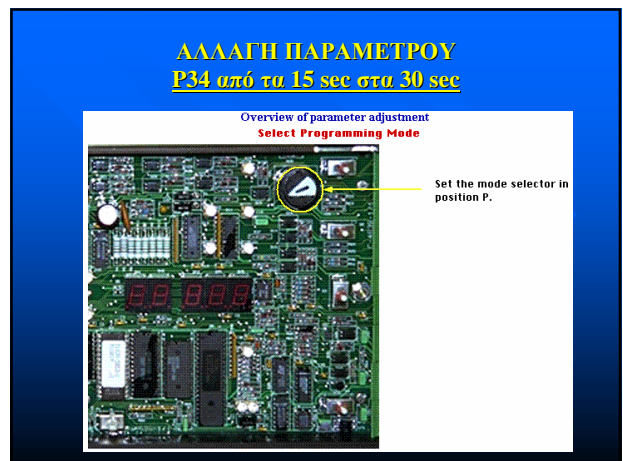 ΑΛΛΑΓΗ ΠΑΡΑΜΕΤΡΟΥ
P34 από τα 15 sec στα 30 sec
Overview of parameter adjustment
Select Programming Mode
Set the mode selector in
position P.